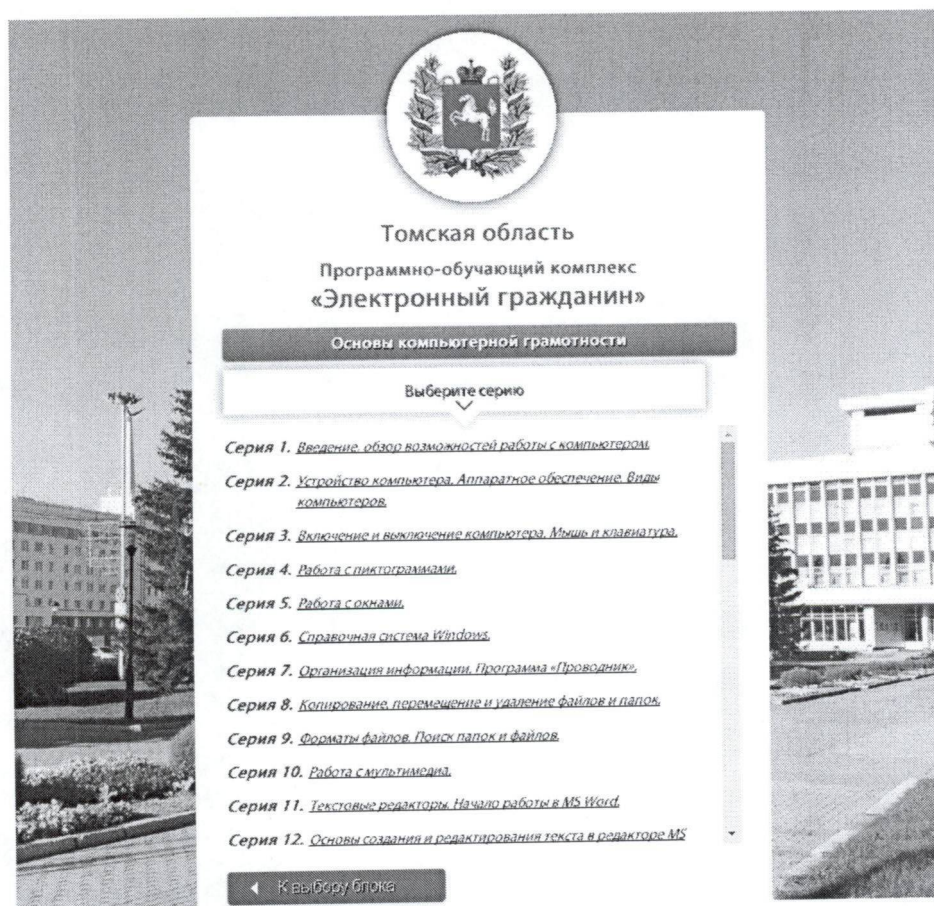 Томская область
Программно-обучающий комплекс
«Электронный гражданин»
Основы компьютерной грамотности
Выберите серию
Серия 1. Введение, обзор возможностей работы с компьютером.
Серия 2. Устройство компьютера. Аппаратное обеспечение. Виды
компьютеров.
Серия 3. Включение и выключение компьютера. Мышь и клавиатура.
Серия 4. Работа с пиктограммами.
Серия 5. Работа с окнами.
Серия 6. Справочная система Windows.
Серия 7. Организация информации. Программа «Проводник».
Серия 8. Копирование, перемещение и удаление файлов и папок.
Серия 9. Форматы файлов. Поиск папок и файлов.
Серия 10. Работа с мультимедиа.
Серия 11. Текстовые редакторы. Начало работы в MS Word.
Серия 12. Основы создания и редактирования текста в редакторе MS
К выбору блока